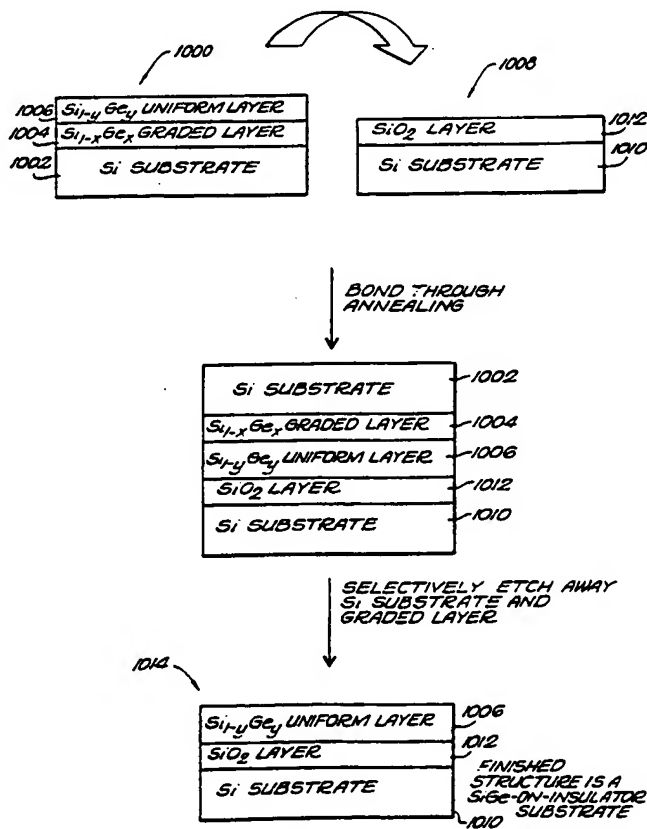 1000
1008
1006 Si1-yGey UNIFORM LAYER
1004 Si1-xGex GRADED LAYER
1002 Si SUBSTRATE
SiO2 LAYER 1012
Si SUBSTRATE 1010
BOND THROUGH
ANNEALING
Si SUBSTRATE 1002
Si1-xGex GRADED LAYER 1004
Si1-yGey UNIFORM LAYER 1006
SiO2 LAYER 1012
Si SUBSTRATE 1010
SELECTIVELY ETCH AWAY
Si SUBSTRATE AND
GRADED LAYER
1014
Si1-yGey UNIFORM LAYER 1006
SiO2 LAYER 1012
Si SUBSTRATE 1010
FINISHED
STRUCTURE IS A
SiGe-ON-INSULATOR
SUBSTRATE